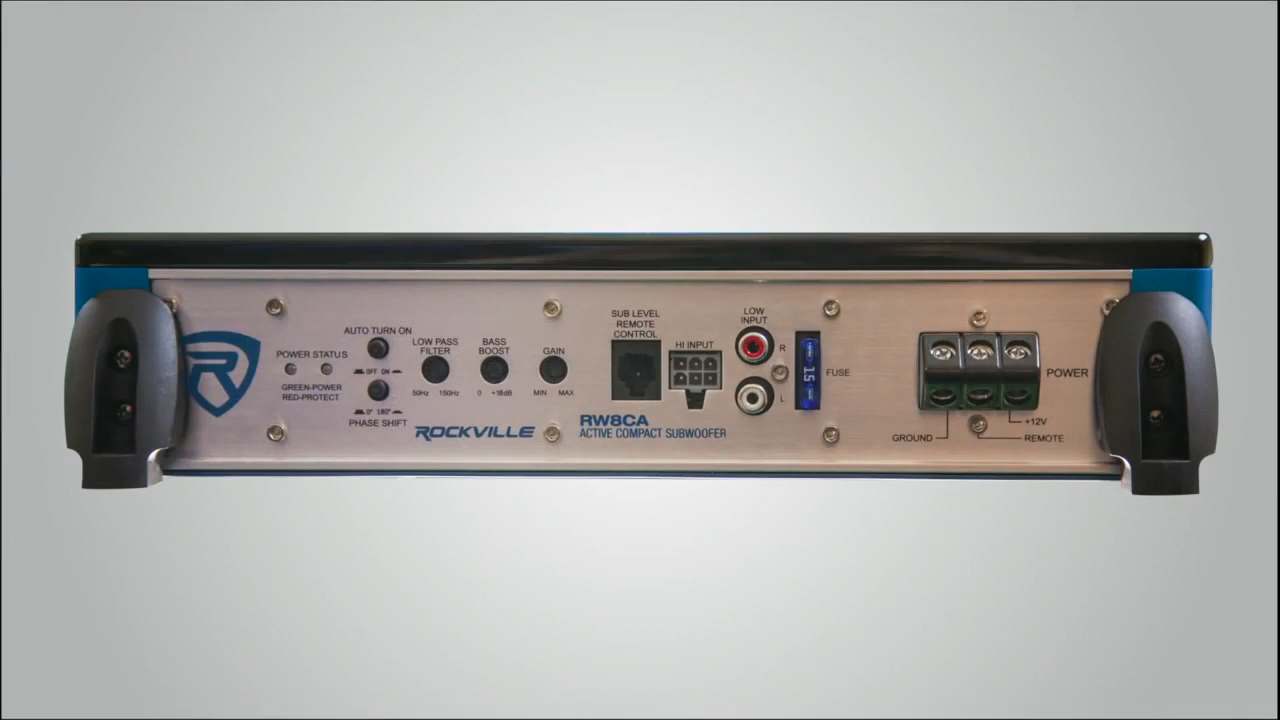 POWER STATUS
GREEN-POWER
RED-PROTECT
AUTO TURN ON
OFF ON
0° 180°
PHASE SHIFT
LOW PASS
FILTER
50Hz 150Hz
BASS
BOOST
0 +18dB
GAIN
MIN MAX
ROCKVILLE
SUB LEVEL
REMOTE
CONTROL
HI INPUT
RW8CA
ACTIVE COMPACT SUBWOOFER
LOW
INPUT
R
L
15
FUSE
POWER
+12V
GROUND
REMOTE
R